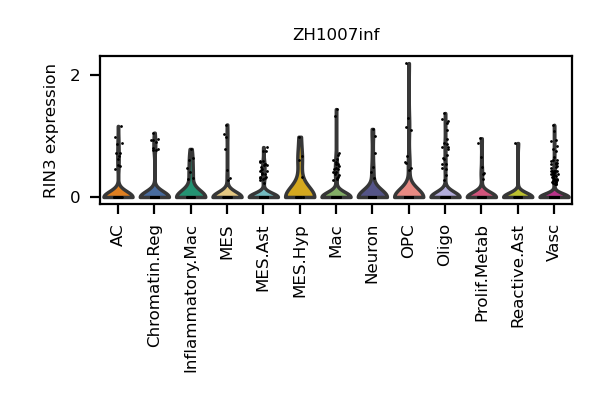 ZH1007inf
RIN3 expression
2
0
AC
Chromatin.Reg
Inflammatory.Mac
MES
MES.Ast
MES.Hyp
Mac
Neuron
OPC
Oligo
Prolif.Metab
Reactive.Ast
Vasc